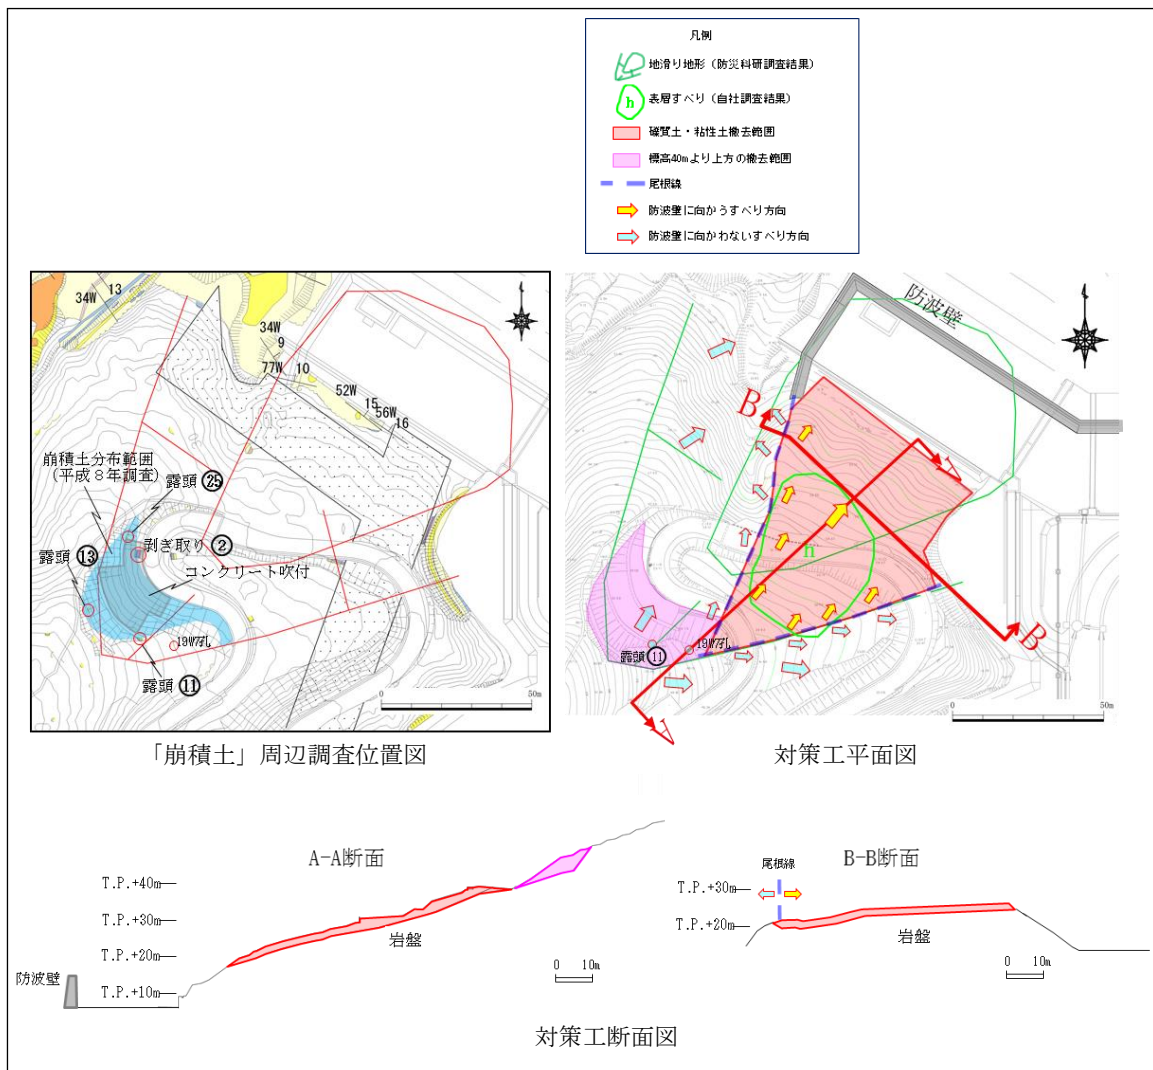 凡例
地滑り地形（防災科研調査結果）
h
表層すべり（自社調査結果）
礫質土・粘性土撤去範囲
標高40mより上方の撤去範囲
尾根線
防波壁に向かうすべり方向
防波壁に向かわないすべり方向
34W
13
34W
9
77W
10
52W
15
56W
16
崩積土分布範囲
（平成８年調査）
露頭㉕
剥ぎ取り②
露頭⑬
コンクリート吹付
19W孔
露頭⑪
0
50m
「崩積土」周辺調査位置図
防波壁
B
A
h
B
19W孔
露頭⑪
A
0
50m
対策工平面図
A-A断面
T.P.+40m
T.P.+30m
T.P.+20m
T.P.+10m
防波壁
岩盤
0 10m
B-B断面
尾根線
T.P.+30m
T.P.+20m
岩盤
0 10m
対策工断面図